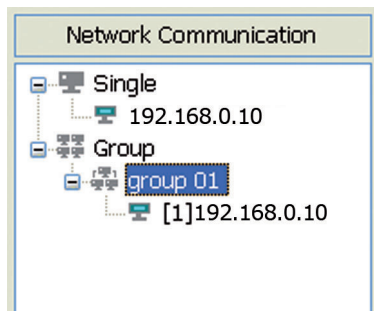 Network Communication
Single
192.168.0.10
Group
group 01
[1]192.168.0.10